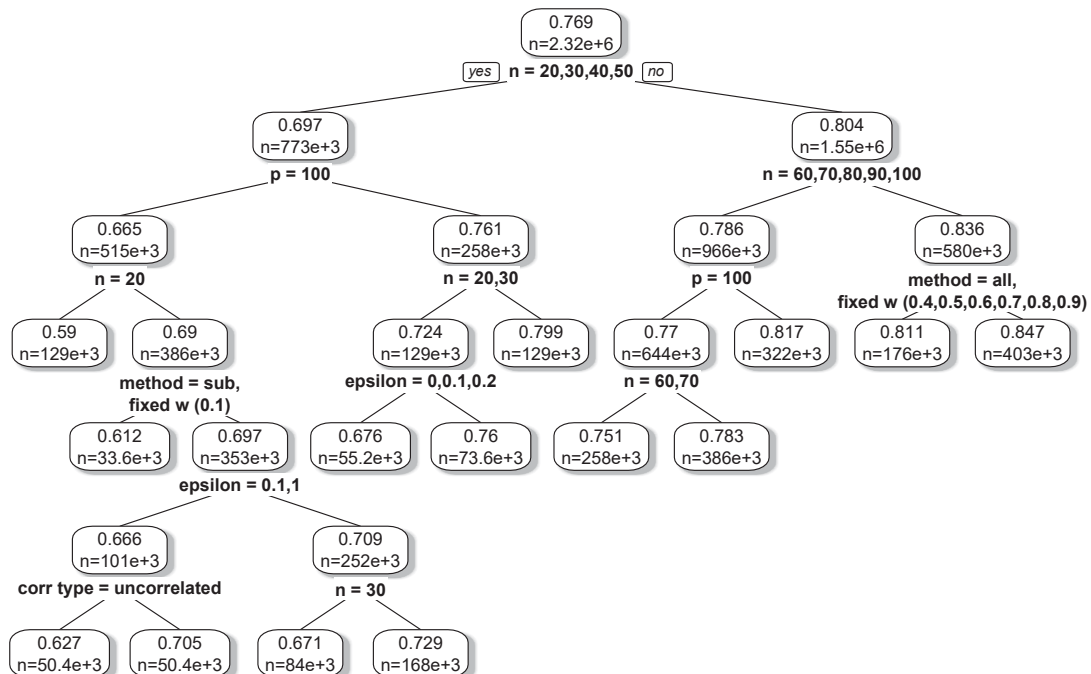 0.769
n=2.32e+6
yes n = 20,30,40,50 no
0.697
n=773e+3
0.804
n=1.55e+6
p = 100
n = 60,70,80,90,100
0.665
n=515e+3
0.761
n=258e+3
0.786
n=966e+3
0.836
n=580e+3
n = 20
n = 20,30
p = 100
method = all,
fixed w (0.4,0.5,0.6,0.7,0.8,0.9)
0.59
n=129e+3
0.69
n=386e+3
0.724
n=129e+3
0.799
n=129e+3
0.77
n=644e+3
0.817
n=322e+3
0.811
n=176e+3
0.847
n=403e+3
method = sub,
fixed w (0.1)
epsilon = 0,0.1,0.2
n = 60,70
0.612
n=33.6e+3
0.697
n=353e+3
0.676
n=55.2e+3
0.76
n=73.6e+3
0.751
n=258e+3
0.783
n=386e+3
epsilon = 0.1,1
0.666
n=101e+3
0.709
n=252e+3
corr type = uncorrelated
n = 30
0.627
n=50.4e+3
0.705
n=50.4e+3
0.671
n=84e+3
0.729
n=168e+3